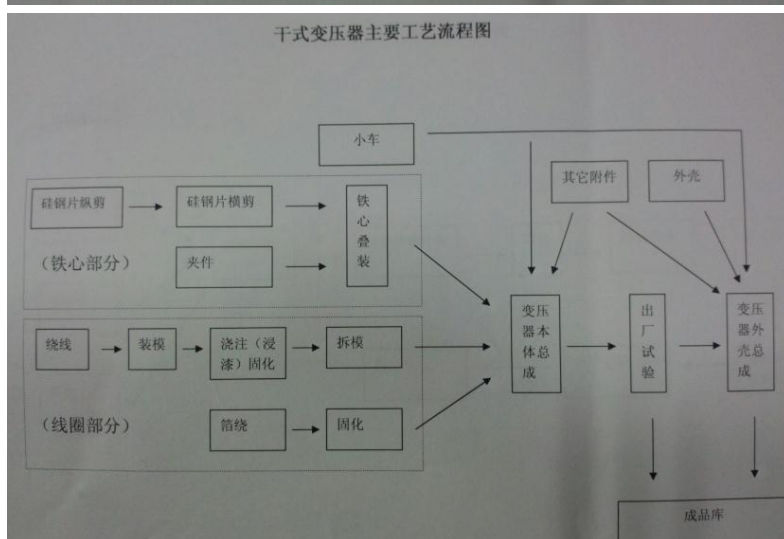 干式变压器主要工艺流程图
小车
其它附件
外壳
硅钢片纵剪
硅钢片横剪
铁
心
叠
装
（铁心部分）
夹件
变压
器本
体总
成
出
厂
试
验
变压
器外
壳总
成
绕线
装模
浇注（浸
漆）固化
拆模
（线圈部分）
箔绕
固化
成品库